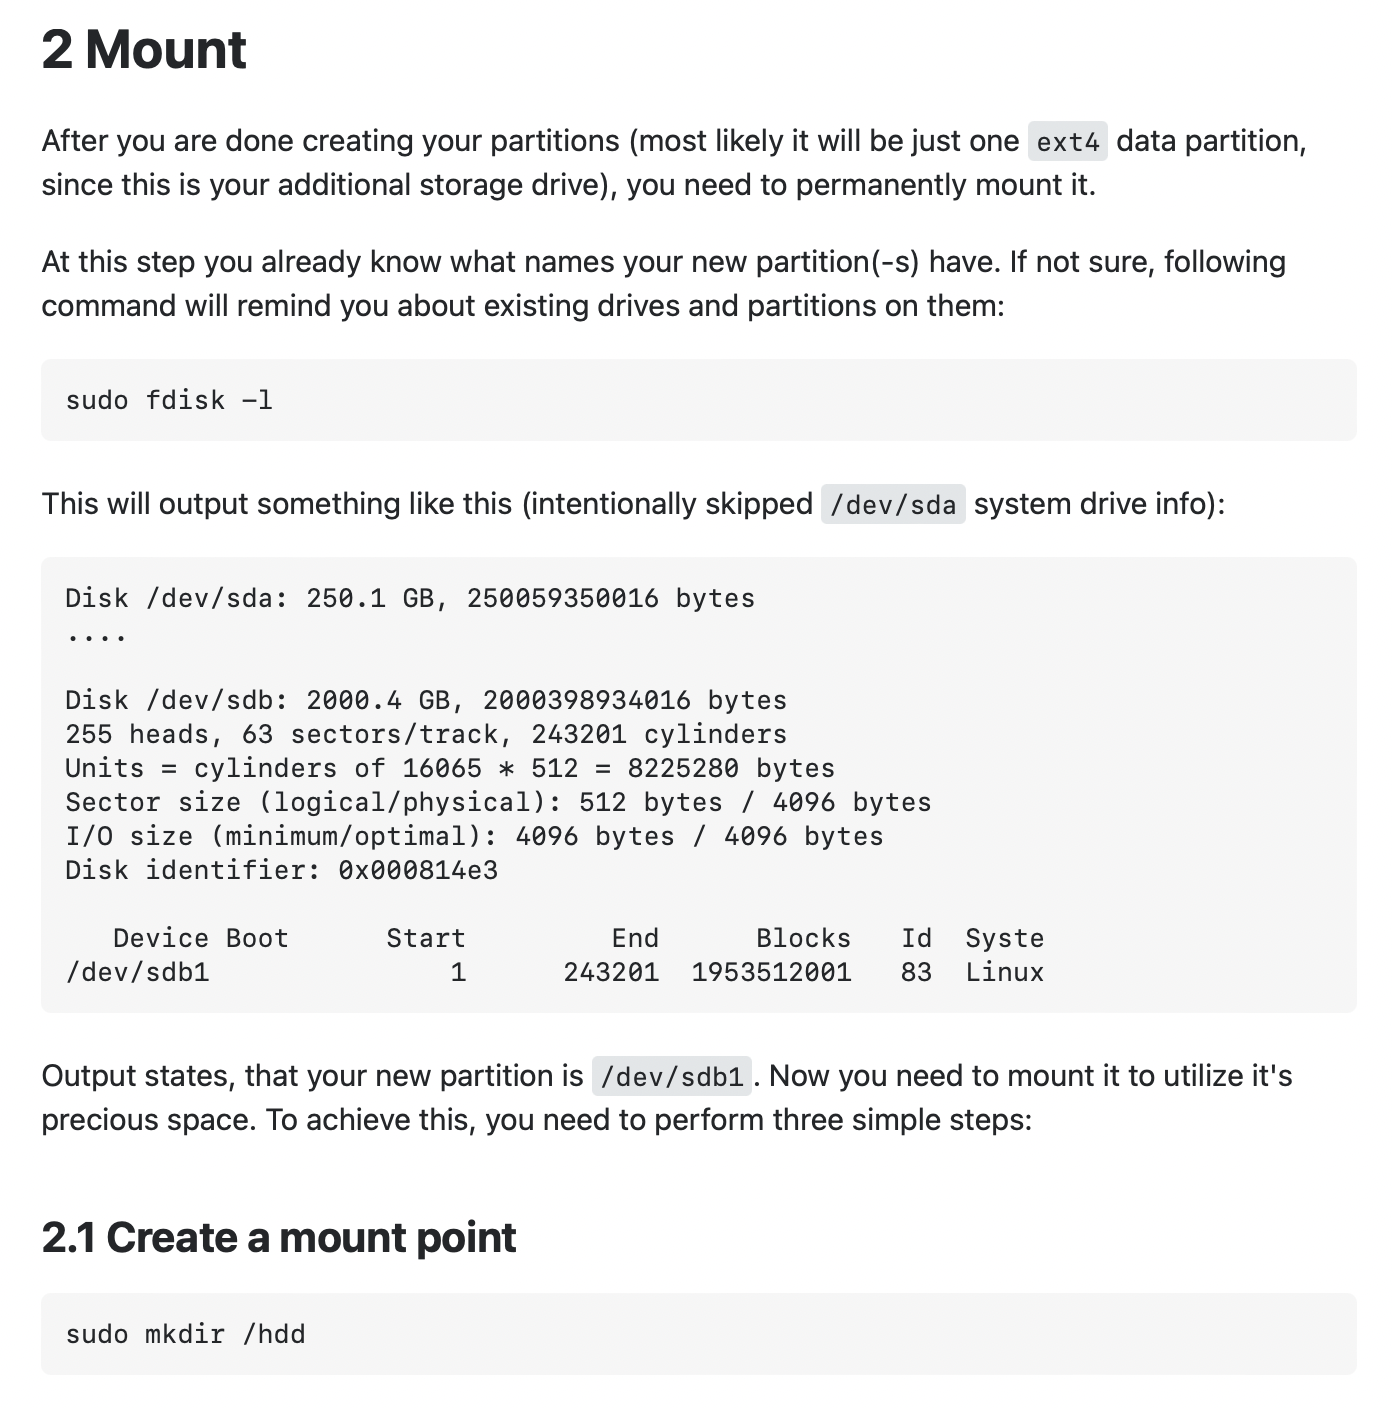 2 Mount
After you are done creating your partitions (most likely it will be just one ext4 data partition,
since this is your additional storage drive), you need to permanently mount it.
At this step you already know what names your new partition(-s) have. If not sure, following
command will remind you about existing drives and partitions on them:
sudo fdisk -l
This will output something like this (intentionally skipped /dev/sda system drive info):
Disk /dev/sda: 250.1 GB, 250059350016 bytes
....
Disk /dev/sdb: 2000.4 GB, 2000398934016 bytes
255 heads, 63 sectors/track, 243201 cylinders
Units = cylinders of 16065 * 512 = 8225280 bytes
Sector size (logical/physical): 512 bytes / 4096 bytes
I/O size (minimum/optimal): 4096 bytes / 4096 bytes
Disk identifier: 0x000814e3
   Device Boot      Start         End      Blocks   Id  Syste
/dev/sdb1               1      243201  1953512001   83  Linux
Output states, that your new partition is /dev/sdb1. Now you need to mount it to utilize it's
precious space. To achieve this, you need to perform three simple steps:
2.1 Create a mount point
sudo mkdir /hdd